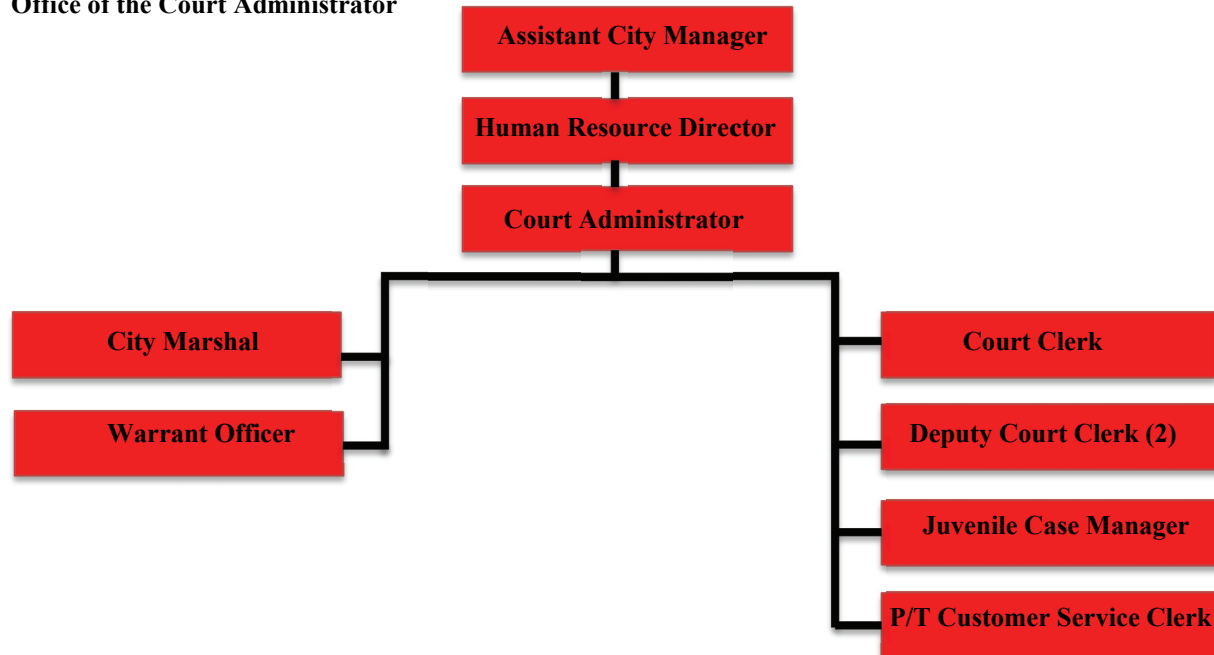 Office of the Court Administrator
Assistant City Manager
Human Resource Director
Court Administrator
City Marshal
Warrant Officer
Court Clerk
Deputy Court Clerk (2)
Juvenile Case Manager
P/T Customer Service Clerk